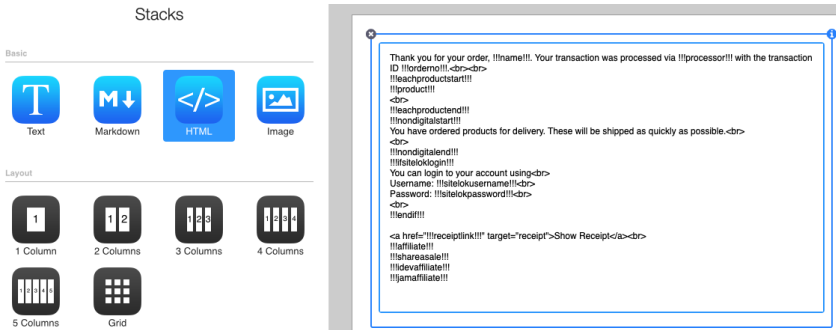 Stacks
Basic
T
M
</>
Text
Markdown
HTML
Image
Layout
1
1 2
1 2 3
1 2 3 4
1 Column
2 Columns
3 Columns
4 Columns
1 2 3 4 5
5 Columns
Grid
Thank you for your order, !!!name!!!. Your transaction was processed via !!!processor!!! with the transaction
ID !!!orderno!!!.<br><br>
!!!eachproductstart!!!
!!!product!!!
<br>
!!!eachproductend!!!
!!!nondigitalstart!!!
You have ordered products for delivery. These will be shipped as quickly as possible.<br>
<br>
!!!nondigitalend!!!
!!!ifsiteloklogin!!!
You can login to your account using<br>
Username: !!!sitelokusername!!!<br>
Password: !!!sitelokpassword!!!<br>
<br>
!!!endif!!!
<a href="!!!receiptlink!!!" target="receipt">Show Receipt</a><br>
!!!affiliate!!!
!!!shareasale!!!
!!!idevaffiliate!!!
!!!jamaffiliate!!!